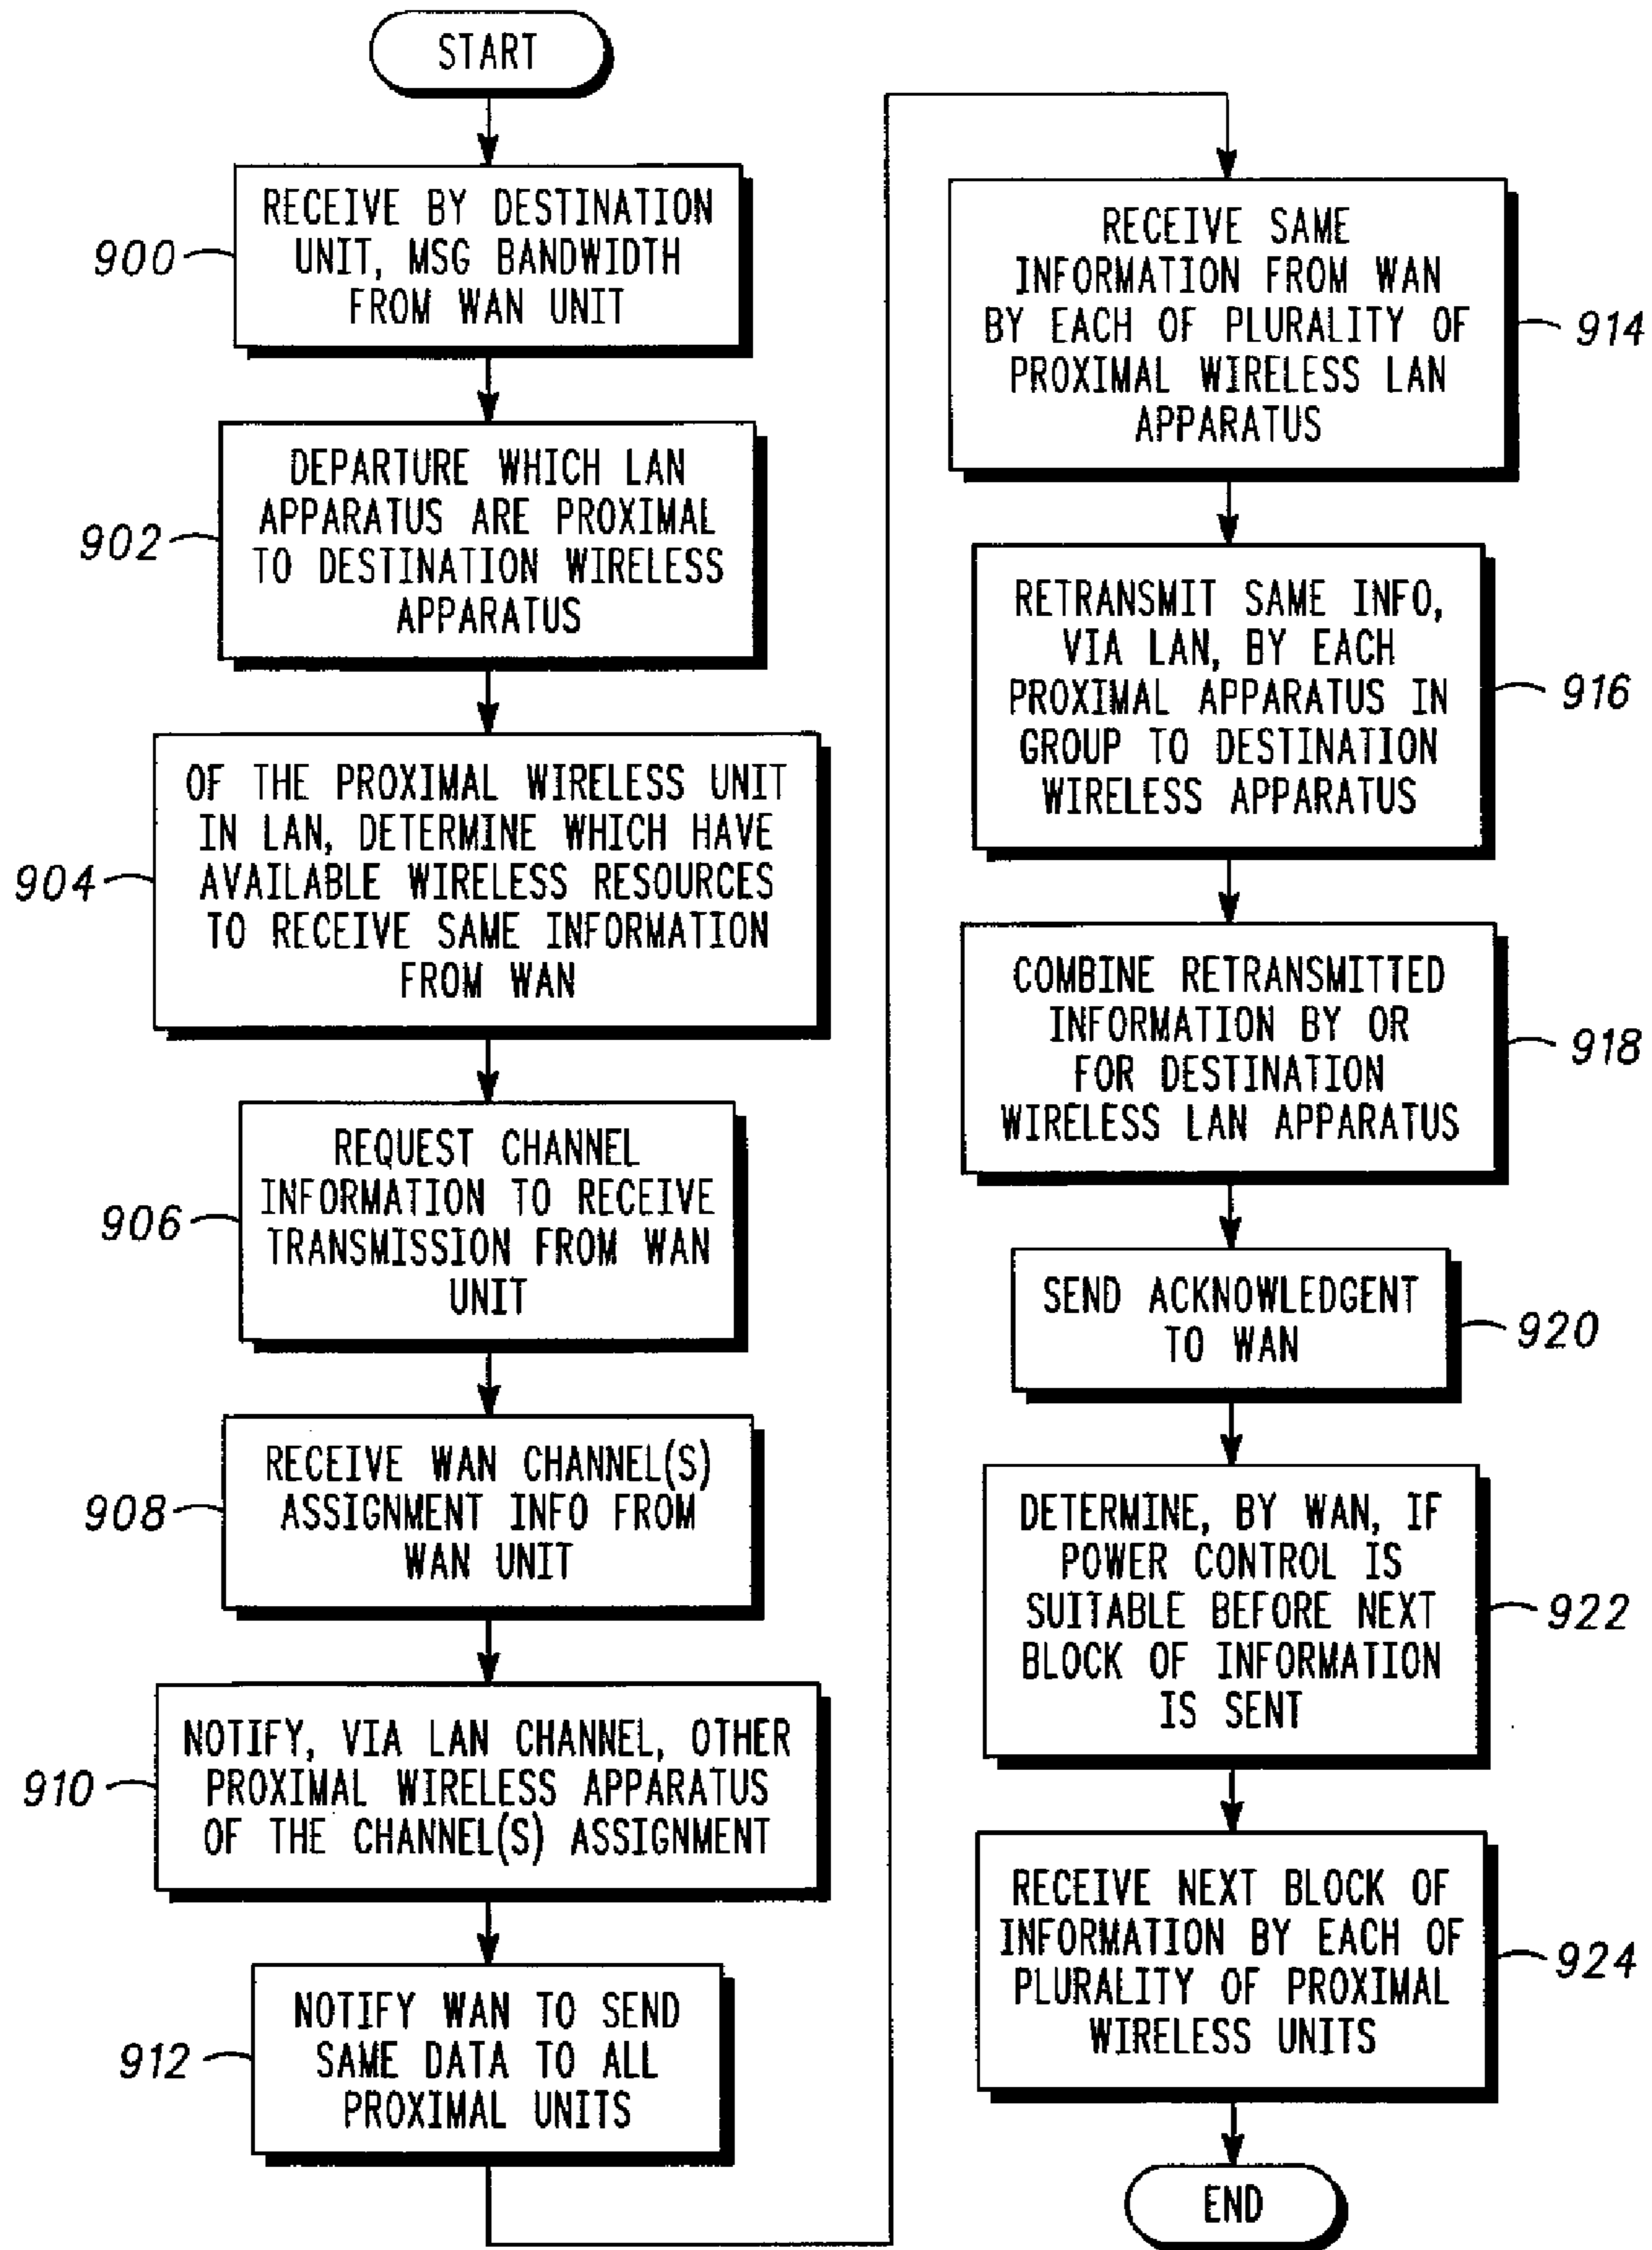 START
900
RECEIVE BY DESTINATION
UNIT, MSG BANDWIDTH
FROM WAN UNIT
902
DEPARTURE WHICH LAN
APPARATUS ARE PROXIMAL
TO DESTINATION WIRELESS
APPARATUS
904
OF THE PROXIMAL WIRELESS UNIT
IN LAN, DETERMINE WHICH HAVE
AVAILABLE WIRELESS RESOURCES
TO RECEIVE SAME INFORMATION
FROM WAN
906
REQUEST CHANNEL
INFORMATION TO RECEIVE
TRANSMISSION FROM WAN
UNIT
908
RECEIVE WAN CHANNEL(S)
ASSIGNMENT INFO FROM
WAN UNIT
910
NOTIFY, VIA LAN CHANNEL, OTHER
PROXIMAL WIRELESS APPARATUS
OF THE CHANNEL(S) ASSIGNMENT
912
NOTIFY WAN TO SEND
SAME DATA TO ALL
PROXIMAL UNITS
RECEIVE SAME
INFORMATION FROM WAN
BY EACH OF PLURALITY OF
PROXIMAL WIRELESS LAN
APPARATUS
914
RETRANSMIT SAME INFO,
VIA LAN, BY EACH
PROXIMAL APPARATUS IN
GROUP TO DESTINATION
WIRELESS APPARATUS
916
COMBINE RETRANSMITTED
INFORMATION BY OR
FOR DESTINATION
WIRELESS LAN APPARATUS
918
SEND ACKNOWLEDGENT
TO WAN
920
DETERMINE, BY WAN, IF
POWER CONTROL IS
SUITABLE BEFORE NEXT
BLOCK OF INFORMATION
IS SENT
922
RECEIVE NEXT BLOCK OF
INFORMATION BY EACH OF
PLURALITY OF PROXIMAL
WIRELESS UNITS
924
END